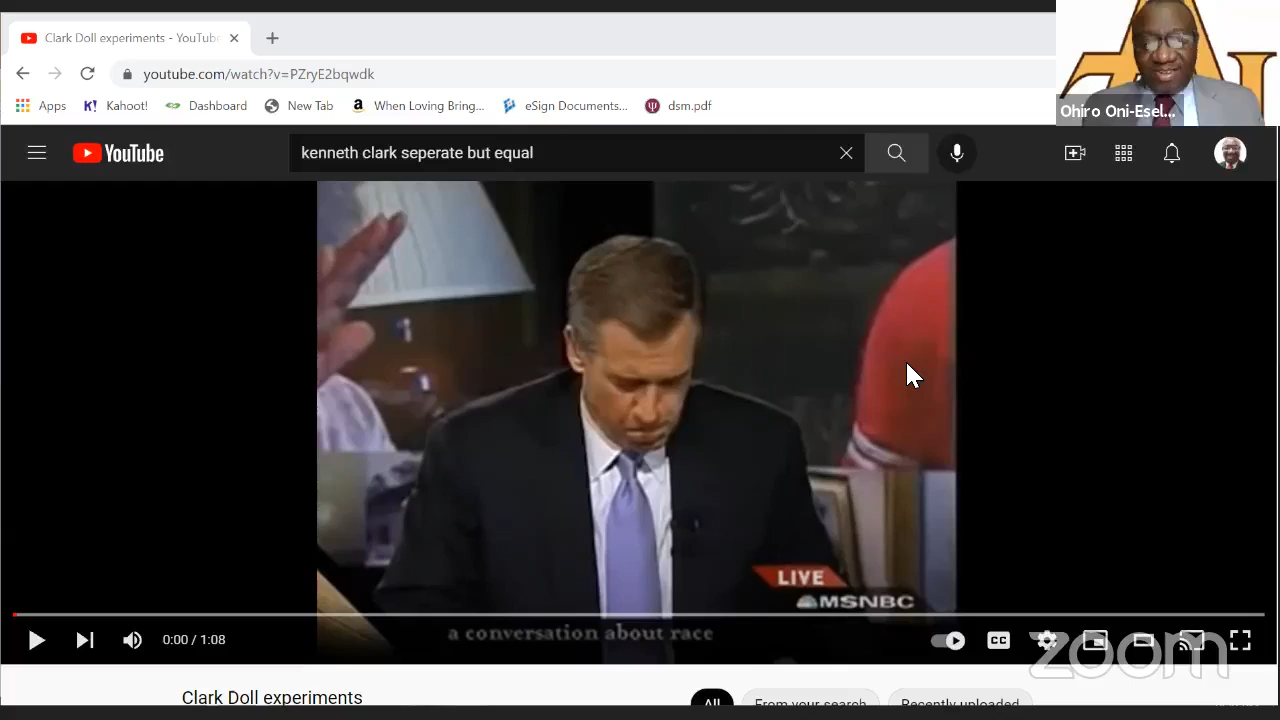 Clark Doll experiments - YouTube
youtube.com/watch?v=PZryE2bqwdk
Apps
Kahoot!
Dashboard
New Tab
When Loving Bring...
eSign Documents...
dsm.pdf
Ohiro Oni-Esel...
YouTube
kenneth clark seperate but equal
LIVE
MSNBC
a conversation about race
0:00 / 1:08
CC
zoom
Clark Doll experiments
All
From your search
Recently uploaded